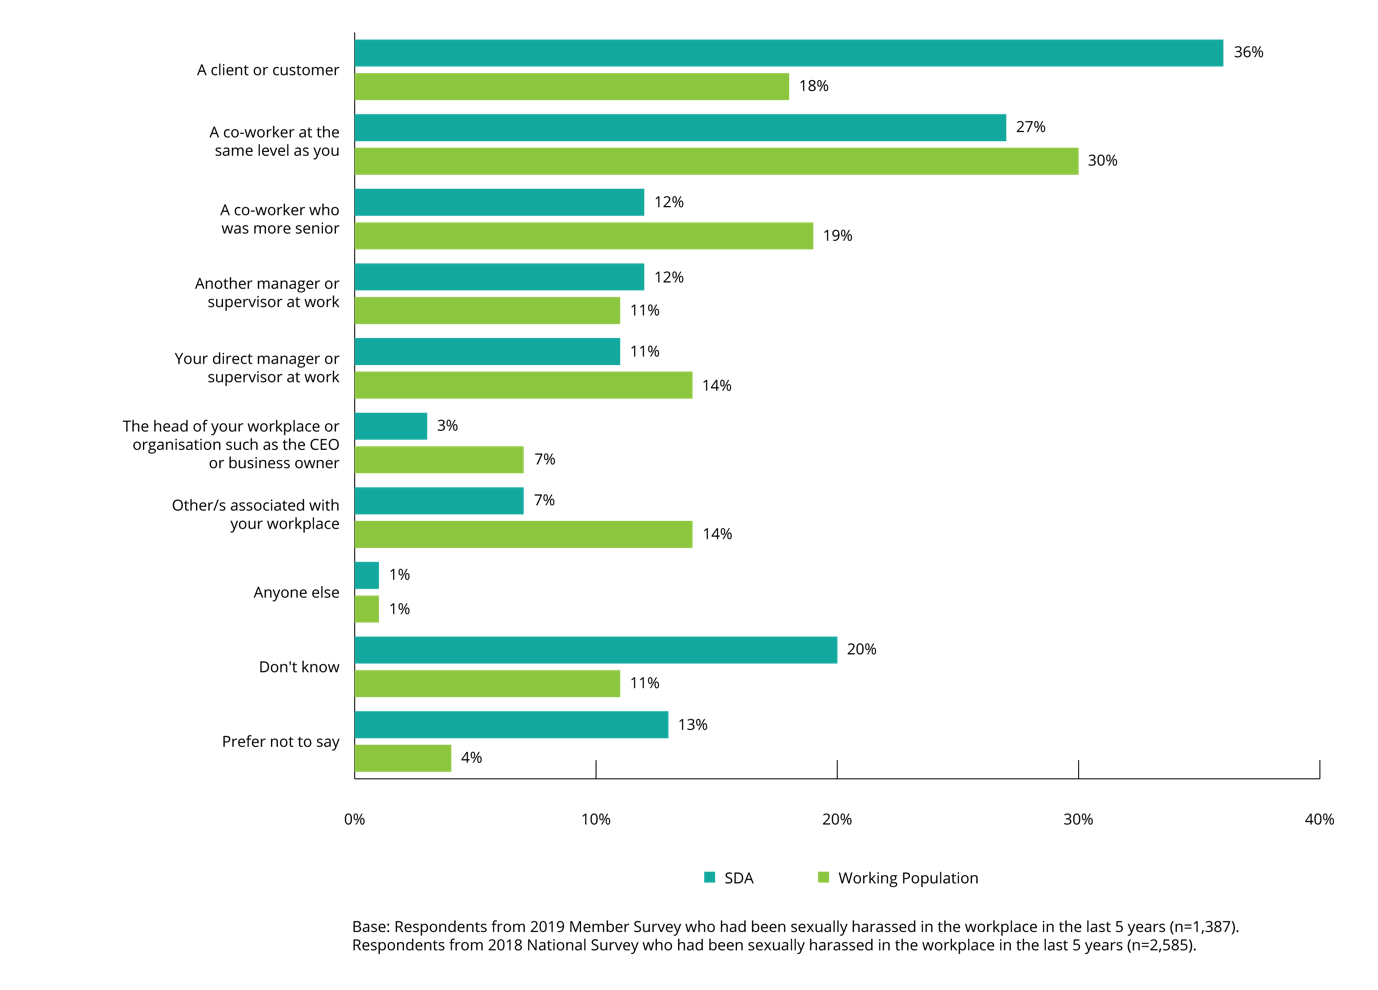 A client or customer
36%
18%
A co-worker at the
same level as you
27%
30%
A co-worker who
was more senior
12%
19%
Another manager or
supervisor at work
12%
11%
Your direct manager or
supervisor at work
11%
14%
The head of your workplace or
organisation such as the CEO
or business owner
3%
7%
Other/s associated with
your workplace
7%
14%
Anyone else
1%
1%
Don't know
20%
11%
Prefer not to say
13%
4%
0% 10% 20% 30% 40%
SDA Working Population
Base: Respondents from 2019 Member Survey who had been sexually harassed in the workplace in the last 5 years (n=1,387).
Respondents from 2018 National Survey who had been sexually harassed in the workplace in the last 5 years (n=2,585).